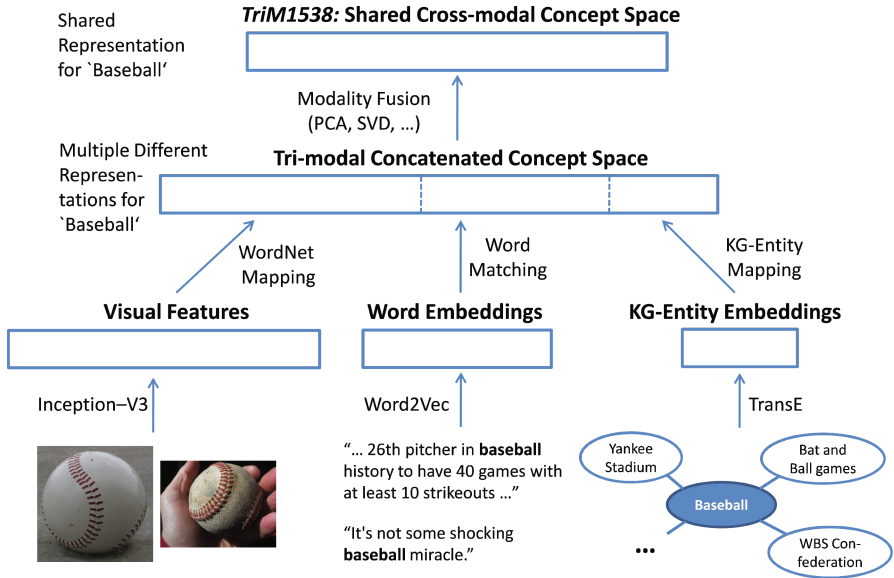 TriM1538: Shared Cross-modal Concept Space
Shared
Representation
for `Baseball‘
Modality Fusion
(PCA, SVD, …)
Multiple Different
Represen-
tations for
`Baseball‘
Tri-modal Concatenated Concept Space
WordNet
Mapping
Word
Matching
KG-Entity
Mapping
Visual Features
Word Embeddings
KG-Entity Embeddings
Inception–V3
Word2Vec
TransE
“… 26th pitcher in baseball
history to have 40 games with
at least 10 strikeouts …”
“It's not some shocking
baseball miracle.”
Yankee
Stadium
Bat and
Ball games
Baseball
WBS Con-
federation
…